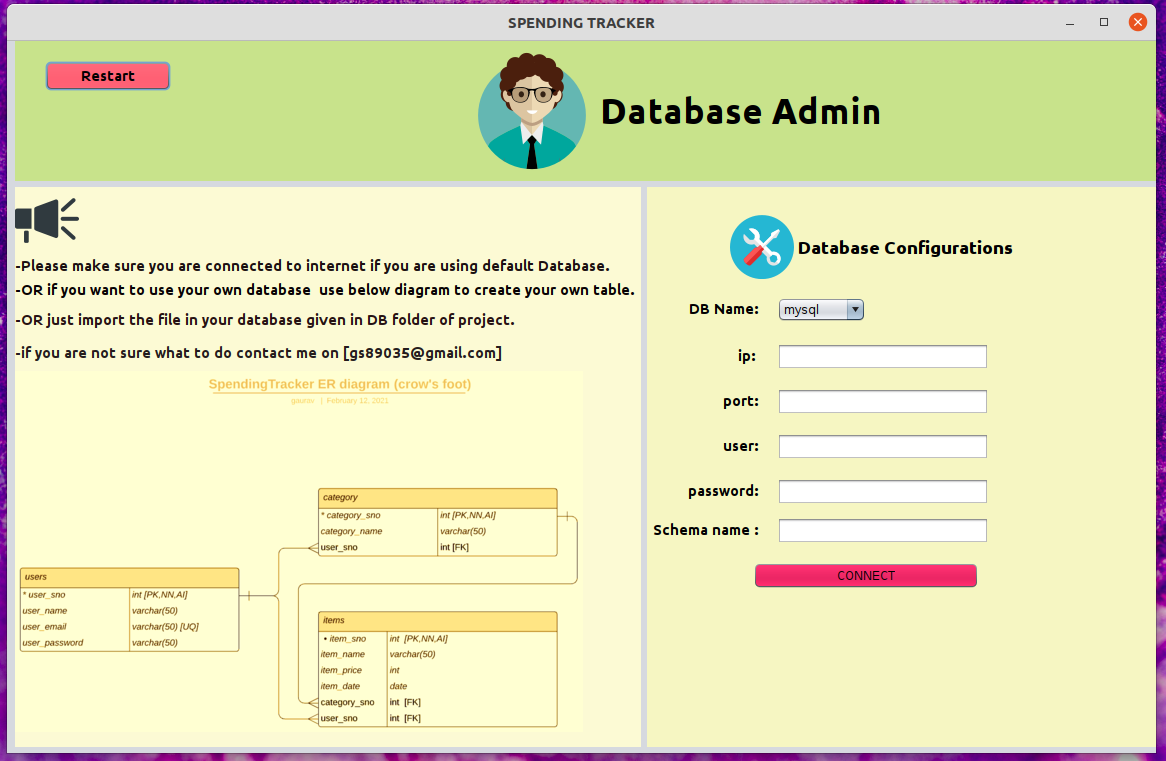 SPENDING TRACKER
Restart
Database Admin
-Please make sure you are connected to internet if you are using default Database.
-OR if you want to use your own database  use below diagram to create your own table.
-OR just import the file in your database given in DB folder of project.
-if you are not sure what to do contact me on [gs89035@gmail.com]
SpendingTracker ER diagram (crow's foot)
gaurov | February 12, 2021
category
* category_sno int [PK,NN,AI]
category_name varchar(50)
user_sno int [FK]
users
* user_sno int [PK,NN,AI]
user_name varchar(50)
user_email varchar(50) [UQ]
user_password varchar(50)
items
• item_sno int [PK,NN,AI]
item_name varchar(50)
item_price int
item_date date
category_sno int [FK]
user_sno int [FK]
Database Configurations
DB Name: mysql
ip:
port:
user:
password:
Schema name :
CONNECT